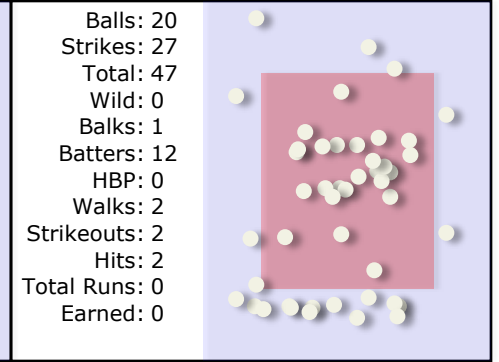 Balls: 20
Strikes: 27
Total: 47
Wild: 0
Balks: 1
Batters: 12
HBP: 0
Walks: 2
Strikeouts: 2
Hits: 2
Total Runs: 0
Earned: 0